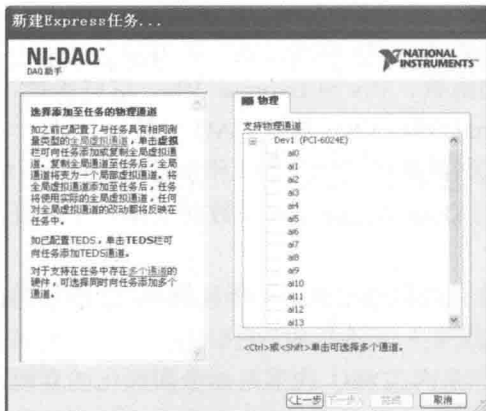 新建Express任务...
NI-DAQ™
DAQ 助手
NATIONAL
INSTRUMENTS™
选择添加至任务的物理通道
如之前已配置了与任务具有相同测
量类型的全局虚拟通道，单击虚拟
栏可向任务添加或复制全局虚拟通
道。复制全局通道至任务后，全局
通道将变为一个局部虚拟通道。将
全局虚拟通道添加至任务后，任务
将使用实际的全局虚拟通道，任何
对全局虚拟通道的改动都将反映在
任务中。
如已配置TEDS，单击TEDS栏可
向任务添加TEDS通道。
对于支持在任务中存在多个通道的
硬件，可选择同时向任务添加多个
通道。
物理
支持物理通道
Dev1 (PCI-6024E)
ai0
ai1
ai2
ai3
ai4
ai5
ai6
ai7
ai8
ai9
ai10
ai11
ai12
ai13
<Ctrl>或<Shift>单击可选择多个通道。
<上一步
下一步>
完成
取消